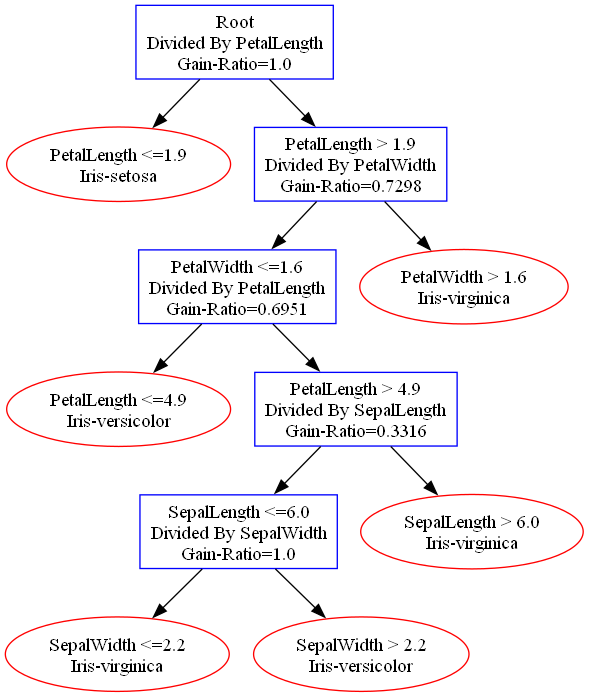 Root
Divided By PetalLength
Gain-Ratio=1.0
PetalLength <=1.9
Iris-setosa
PetalLength > 1.9
Divided By PetalWidth
Gain-Ratio=0.7298
PetalWidth <=1.6
Divided By PetalLength
Gain-Ratio=0.6951
PetalWidth > 1.6
Iris-virginica
PetalLength <=4.9
Iris-versicolor
PetalLength > 4.9
Divided By SepalLength
Gain-Ratio=0.3316
SepalLength <=6.0
Divided By SepalWidth
Gain-Ratio=1.0
SepalLength > 6.0
Iris-virginica
SepalWidth <=2.2
Iris-virginica
SepalWidth > 2.2
Iris-versicolor